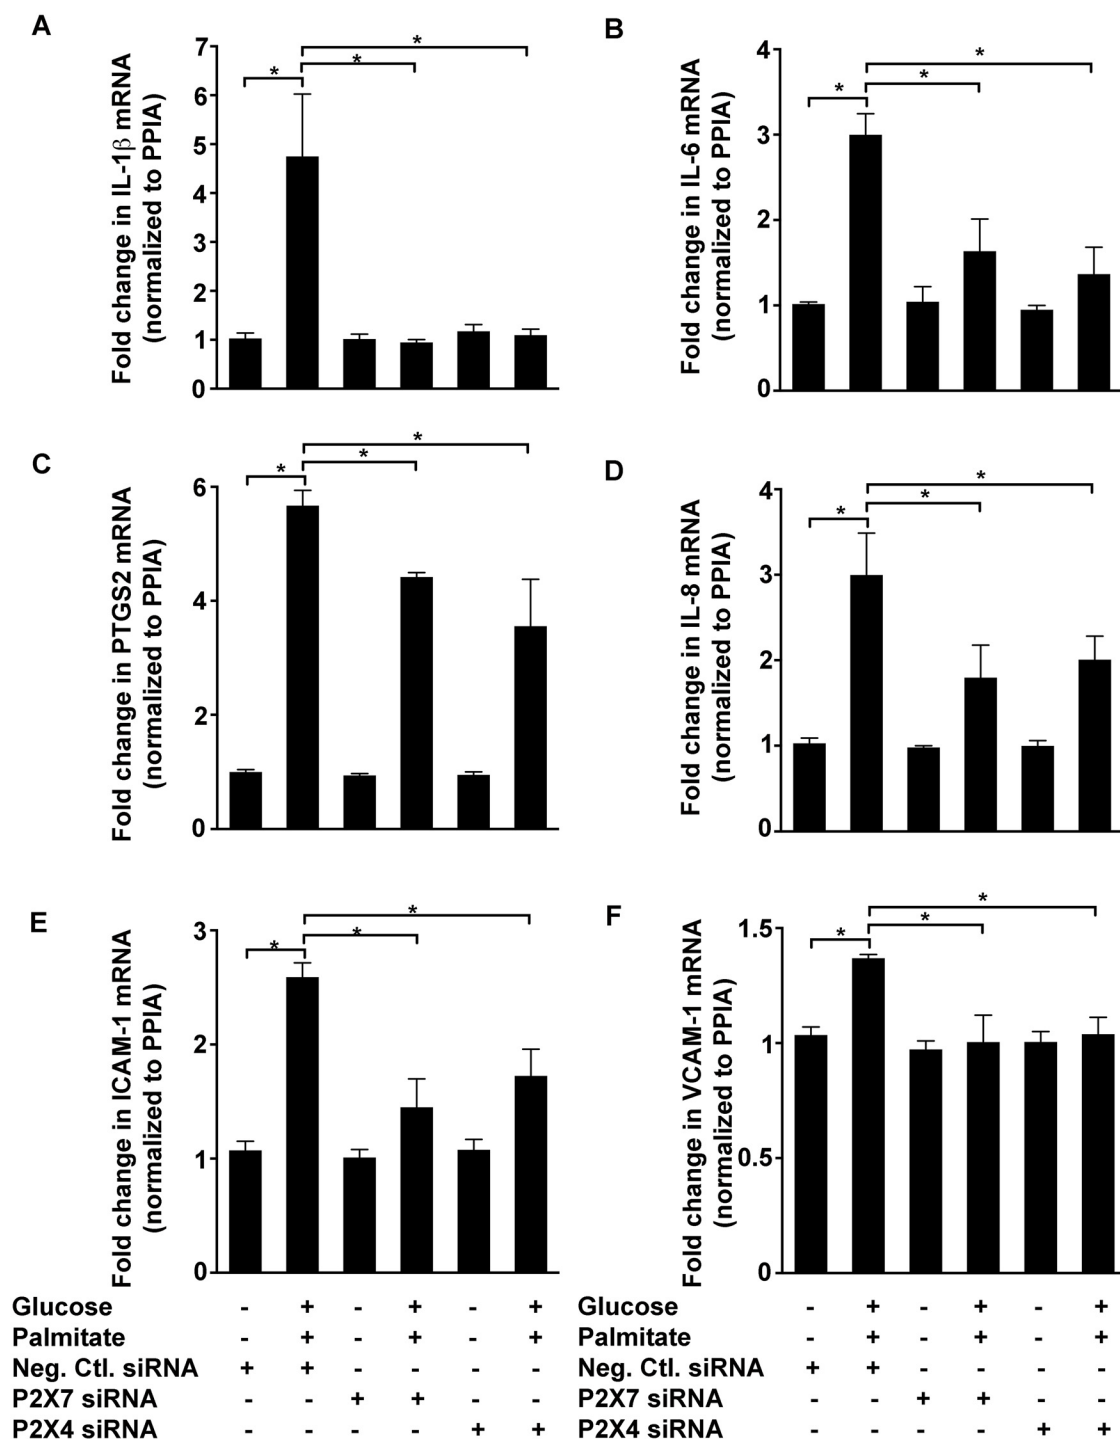 A
Fold change in IL-1β mRNA
(normalized to PPIA)
7
6
5
4
3
2
1
0
*
*
*
B
Fold change in IL-6 mRNA
(normalized to PPIA)
4
3
2
1
0
*
*
*
C
Fold change in PTGS2 mRNA
(normalized to PPIA)
6
4
2
0
*
*
*
D
Fold change in IL-8 mRNA
(normalized to PPIA)
4
3
2
1
0
*
*
*
E
Fold change in ICAM-1 mRNA
(normalized to PPIA)
3
2
1
0
*
*
*
F
Fold change in VCAM-1 mRNA
(normalized to PPIA)
1.5
1
0.5
0
*
*
*
Glucose - + - + - +
Palmitate - + - + - +
Neg. Ctl. siRNA + + - - - -
P2X7 siRNA - - + + - -
P2X4 siRNA - - - - + +
Glucose - + - + - +
Palmitate - + - + - +
Neg. Ctl. siRNA + + - - - -
P2X7 siRNA - - + + - -
P2X4 siRNA - - - - + +